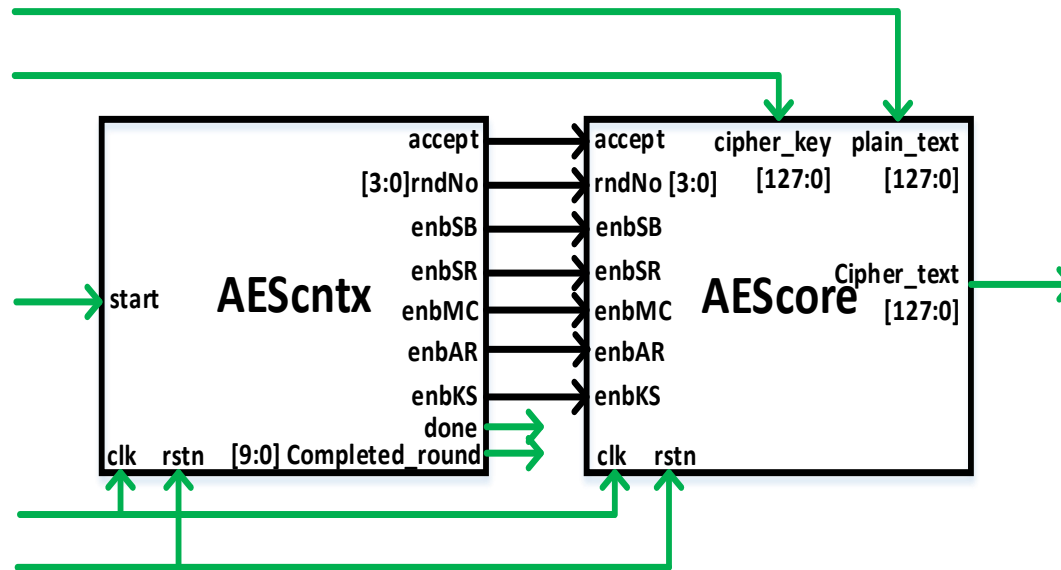 accept
[3:0]rndNo
enbSB
enbSR
enbMC
enbAR
enbKS
done
[9:0] Completed_round
start
AEScntx
clk rstn
accept
rndNo [3:0]
enbSB
enbSR
enbMC
enbAR
enbKS
clk rstn
cipher_key
[127:0]
plain_text
[127:0]
AEScore
Cipher_text
[127:0]